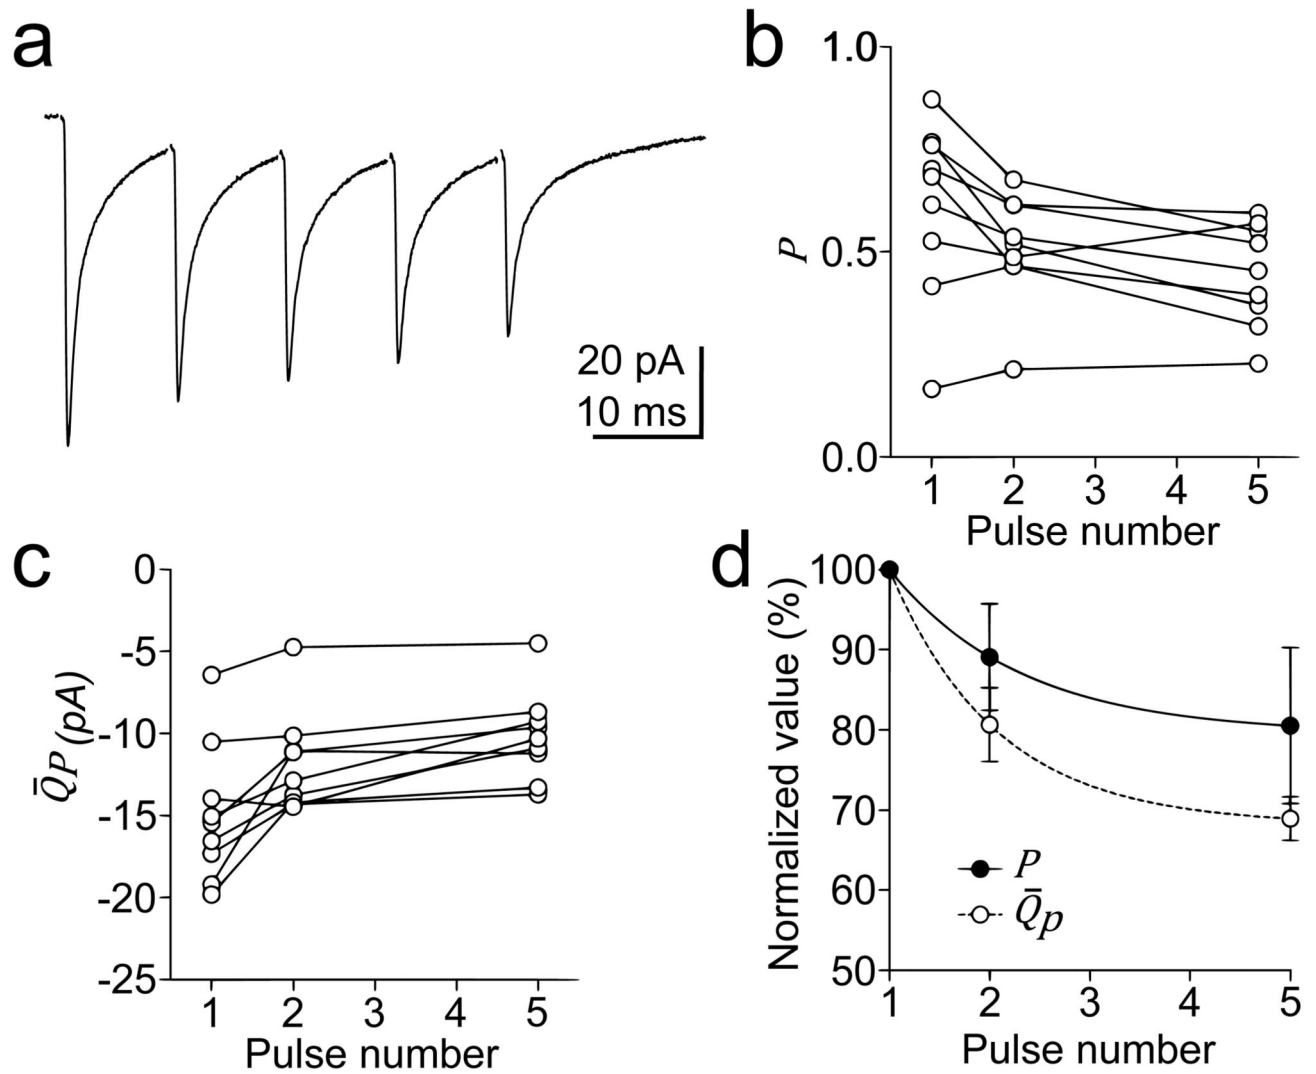 a
20 pA
10 ms
b
1.0
0.5
0.0
P
1 2 3 4 5
Pulse number
c
0
-5
-10
-15
-20
-25
Q̄P (pA)
1 2 3 4 5
Pulse number
d
100
90
80
70
60
50
Normalized value (%)
P
Q̄p
1 2 3 4 5
Pulse number